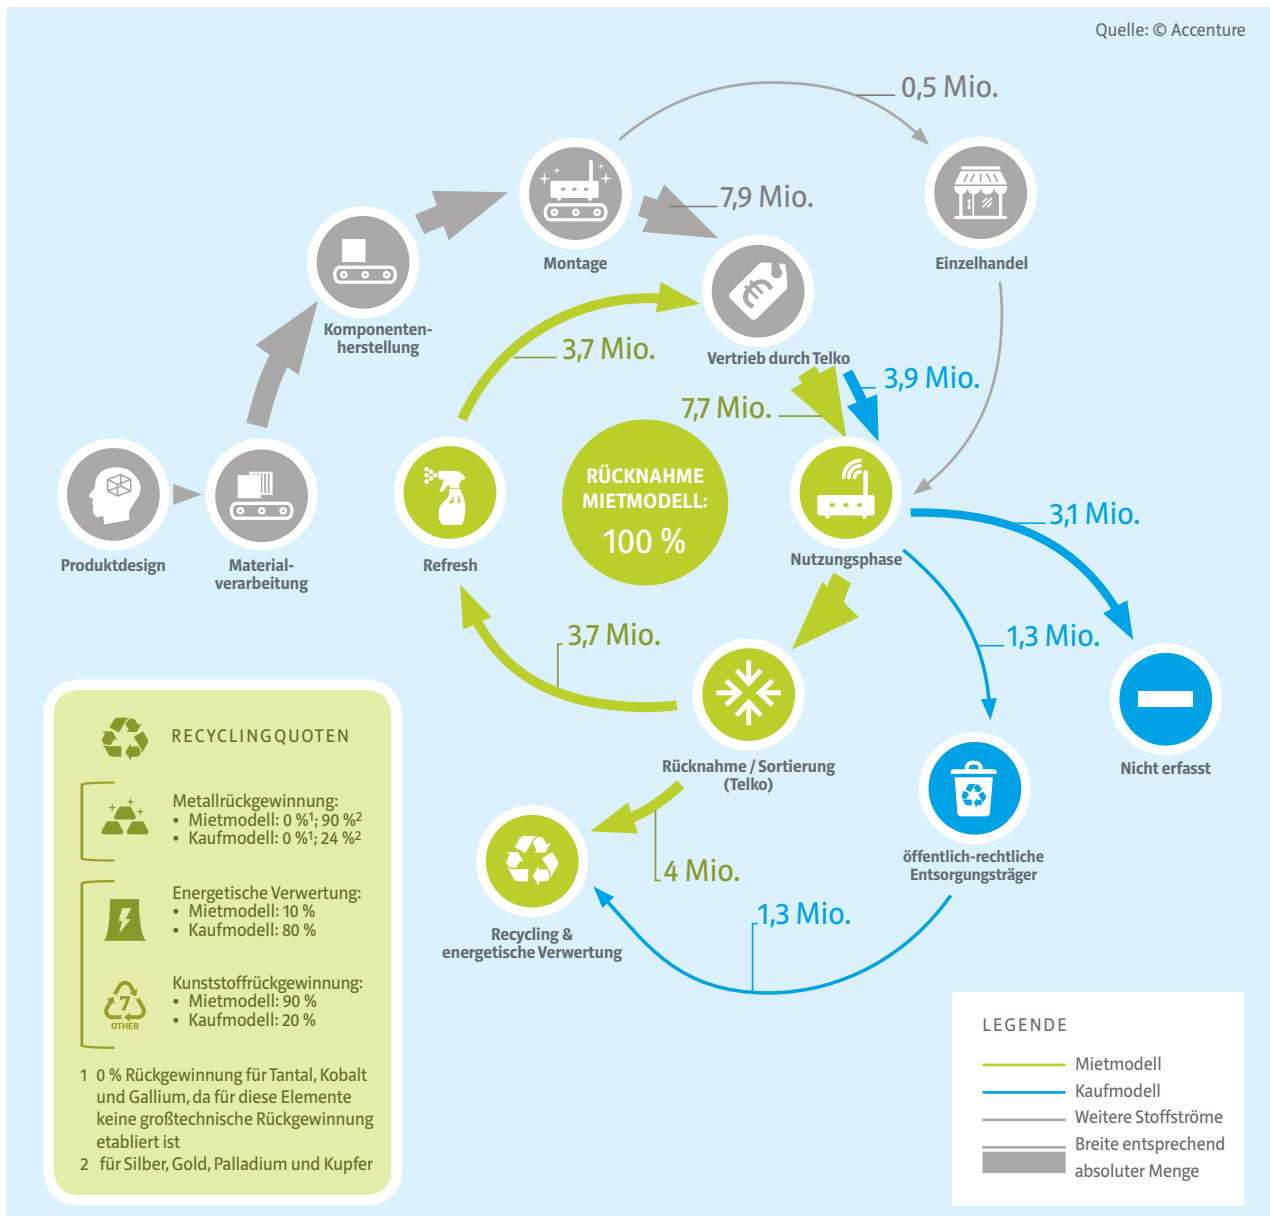 Quelle: © Accenture
0,5 Mio.
7,9 Mio.
Montage
Einzelhandel
Komponenten-
herstellung
3,7 Mio.
Vertrieb durch Telko
3,9 Mio.
7,7 Mio.
RÜCKNAHME
MIETMODELL:
100 %
3,1 Mio.
Produktdesign
Material-
verarbeitung
Refresh
Nutzungsphase
3,7 Mio.
1,3 Mio.
Rücknahme / Sortierung
(Telko)
Nicht erfasst
4 Mio.
öffentlich-rechtliche
Entsorgungsträger
1,3 Mio.
Recycling &
energetische Verwertung
RECYCLINGQUOTEN
Metallrückgewinnung:
• Mietmodell: 0 %¹; 90 %²
• Kaufmodell: 0 %¹; 24 %²
Energetische Verwertung:
• Mietmodell: 10 %
• Kaufmodell: 80 %
Kunststoffrückgewinnung:
• Mietmodell: 90 %
• Kaufmodell: 20 %
7
OTHER
1 0 % Rückgewinnung für Tantal, Kobalt
und Gallium, da für diese Elemente
keine großtechnische Rückgewinnung
etabliert ist
2 für Silber, Gold, Palladium und Kupfer
LEGENDE
Mietmodell
Kaufmodell
Weitere Stoffströme
Breite entsprechend
absoluter Menge